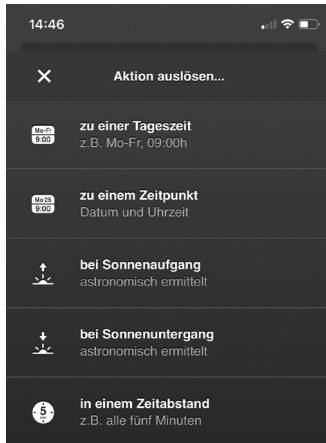 14:46
Aktion auslösen...
Mo-Fr
9:00
zu einer Tageszeit
z.B. Mo-Fr, 09:00h
Mo 26
9:00
zu einem Zeitpunkt
Datum und Uhrzeit
bei Sonnenaufgang
astronomisch ermittelt
bei Sonnenuntergang
astronomisch ermittelt
5
in einem Zeitabstand
z.B. alle fünf Minuten